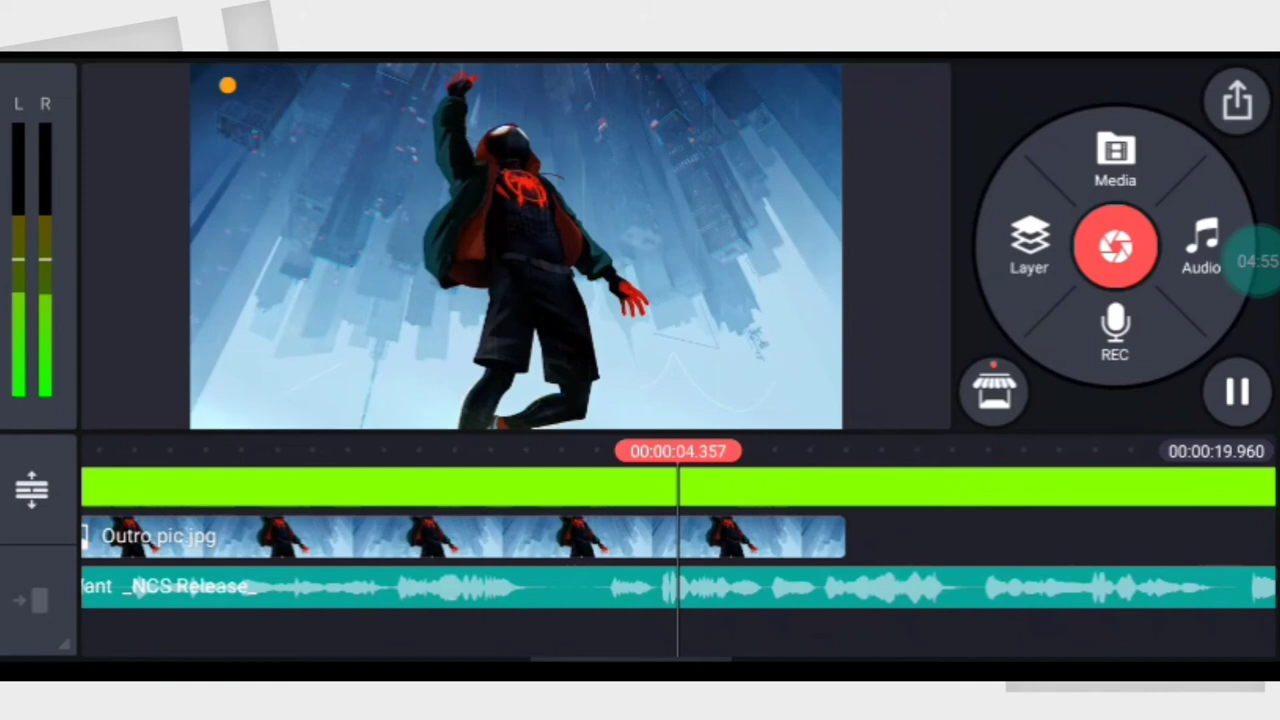 L R
Media
Layer
Audio
04:55
REC
00:00:04.357
00:00:19.960
Outro pic.jpg
_NCS Release_